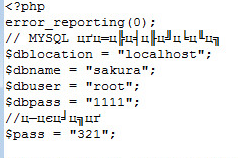 <?php
error_reporting(0);
// MYSQL
$dblocation = "localhost";
$dbname = "sakura";
$dbuser = "root";
$dbpass = "1111";
//
$pass = "321";